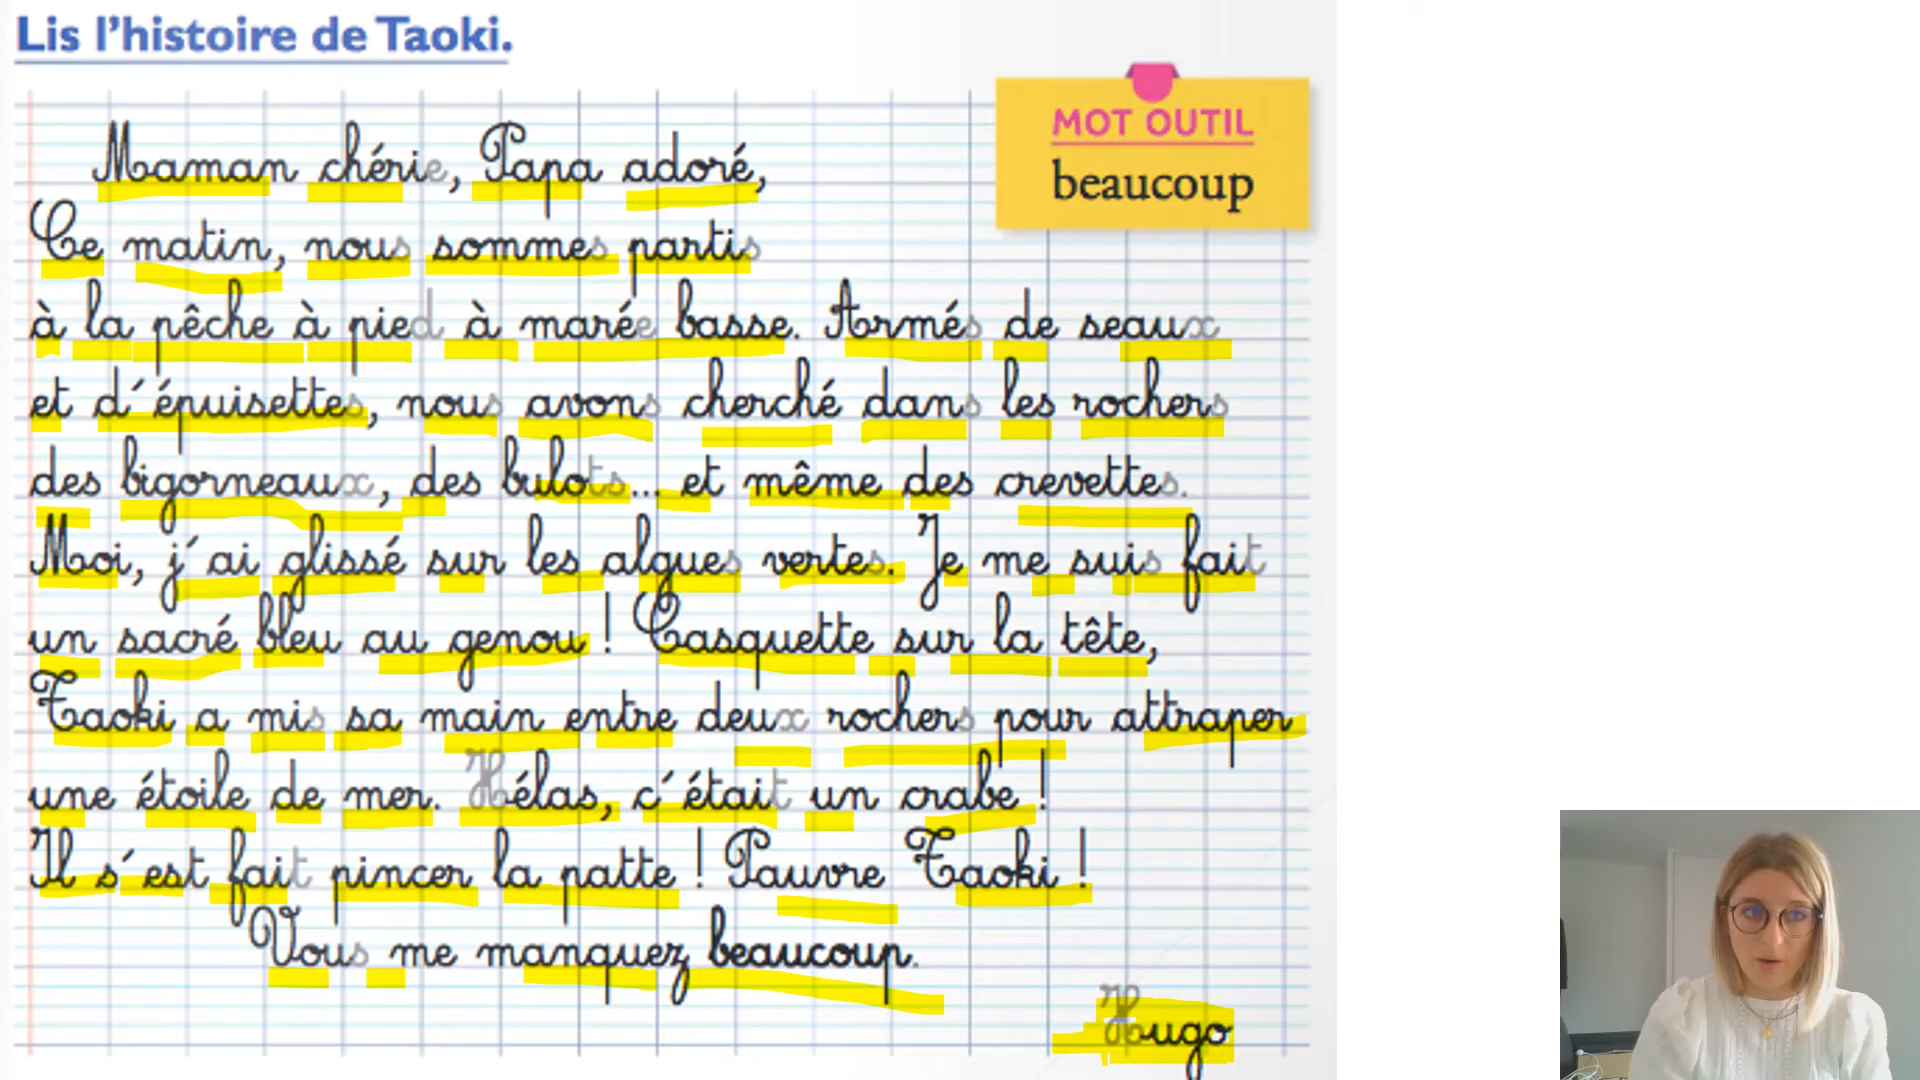 Lis l'histoire de Taoki.
MOT OUTIL
beaucoup
Maman chérie, Papa adoré,
Ce matin, nous sommes partis
à la pêche à pied à marée basse. Armés de seaux
et d'épuisettes, nous avons cherché dans les rochers
des bigorneaux, des bulots... et même des crevettes.
Moi, j'ai glissé sur les algues vertes. Je me suis fait
un sacré bleu au genou ! Casquette sur la tête,
Taoki a mis sa main entre deux rochers pour attraper
une étoile de mer. Hélas, c'était un crabe !
Il s'est fait pincer la patte ! Pauvre Taoki !
Vous me manquez beaucoup.
Hugo